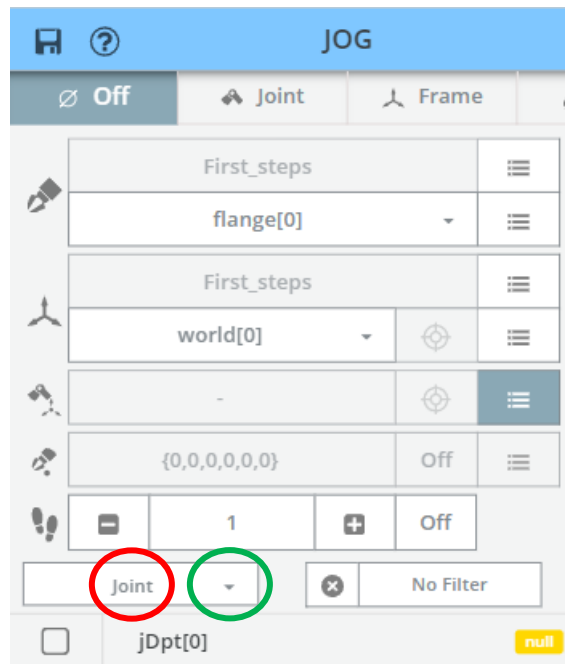 JOG
Off Joint Frame
First_steps
flange[0]
First_steps
world[0]
-
{0,0,0,0,0,0} Off
1 Off
Joint No Filter
jDpt[0] null